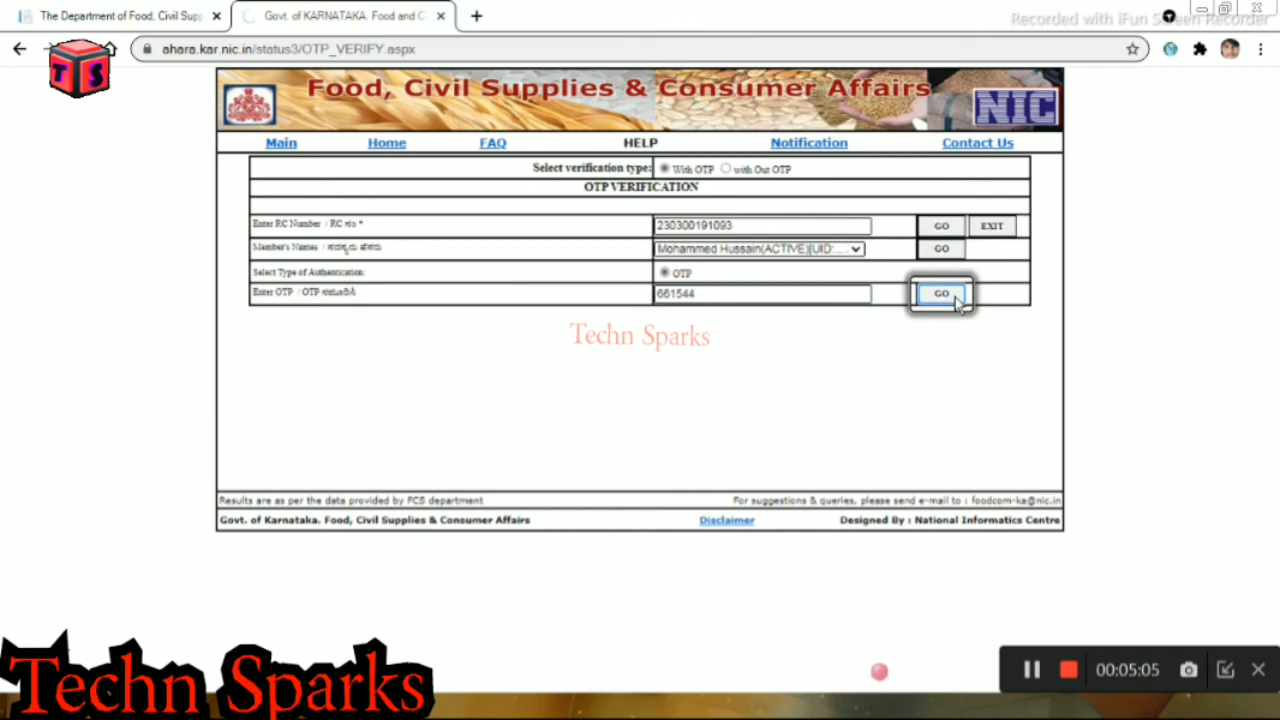 The Department of Food, Civil Supp
Govt. of KARNATAKA. Food and C
Recorded with iFun Screen Recorder
ahara.kar.nic.in/status3/OTP_VERIFY.aspx
TS
Food, Civil Supplies & Consumer Affairs
NIC
Main Home FAQ HELP Notification Contact Us
Select verification type: With OTP with Out OTP
OTP VERIFICATION
Enter RC Number / RC ಸಂ * 230300191093 GO EXIT
Member's Names / ಸದಸ್ಯರು ಹೆಸರು Mohammed Hussain(ACTIVE)[UID:.... GO
Select Type of Authentication: OTP
Enter OTP / OTP 661544 GO
Techn Sparks
Results are as per the data provided by FCS department For suggestions & queries, please send e-mail to : foodcom-ka@nic.in
Govt. of Karnataka. Food, Civil Supplies & Consumer Affairs Disclaimer Designed By : National Informatics Centre
Techn Sparks
00:05:05